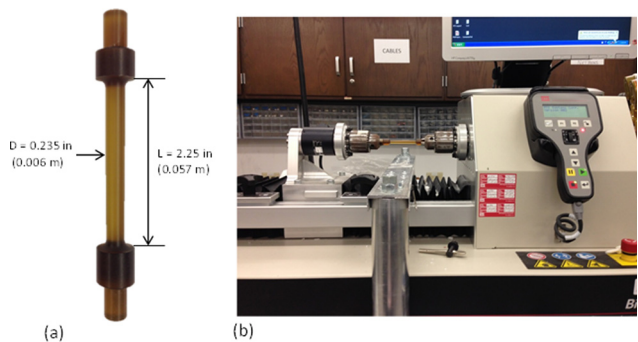 D = 0.235 in
(0.006 m)
L = 2.25 in
(0.057 m)
CABLES
(a)
(b)